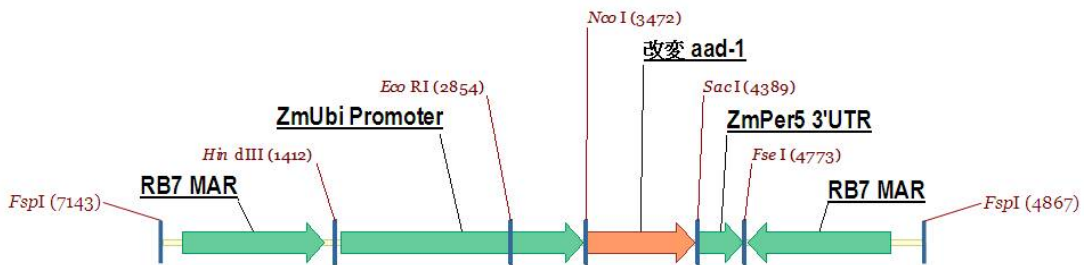 Nco I (3472)
改変 aad-1
Eco RI (2854)
Sac I (4389)
ZmUbi Promoter
ZmPer5 3'UTR
Hin dIII (1412)
Fse I (4773)
RB7 MAR
RB7 MAR
FspI (7143)
FspI (4867)